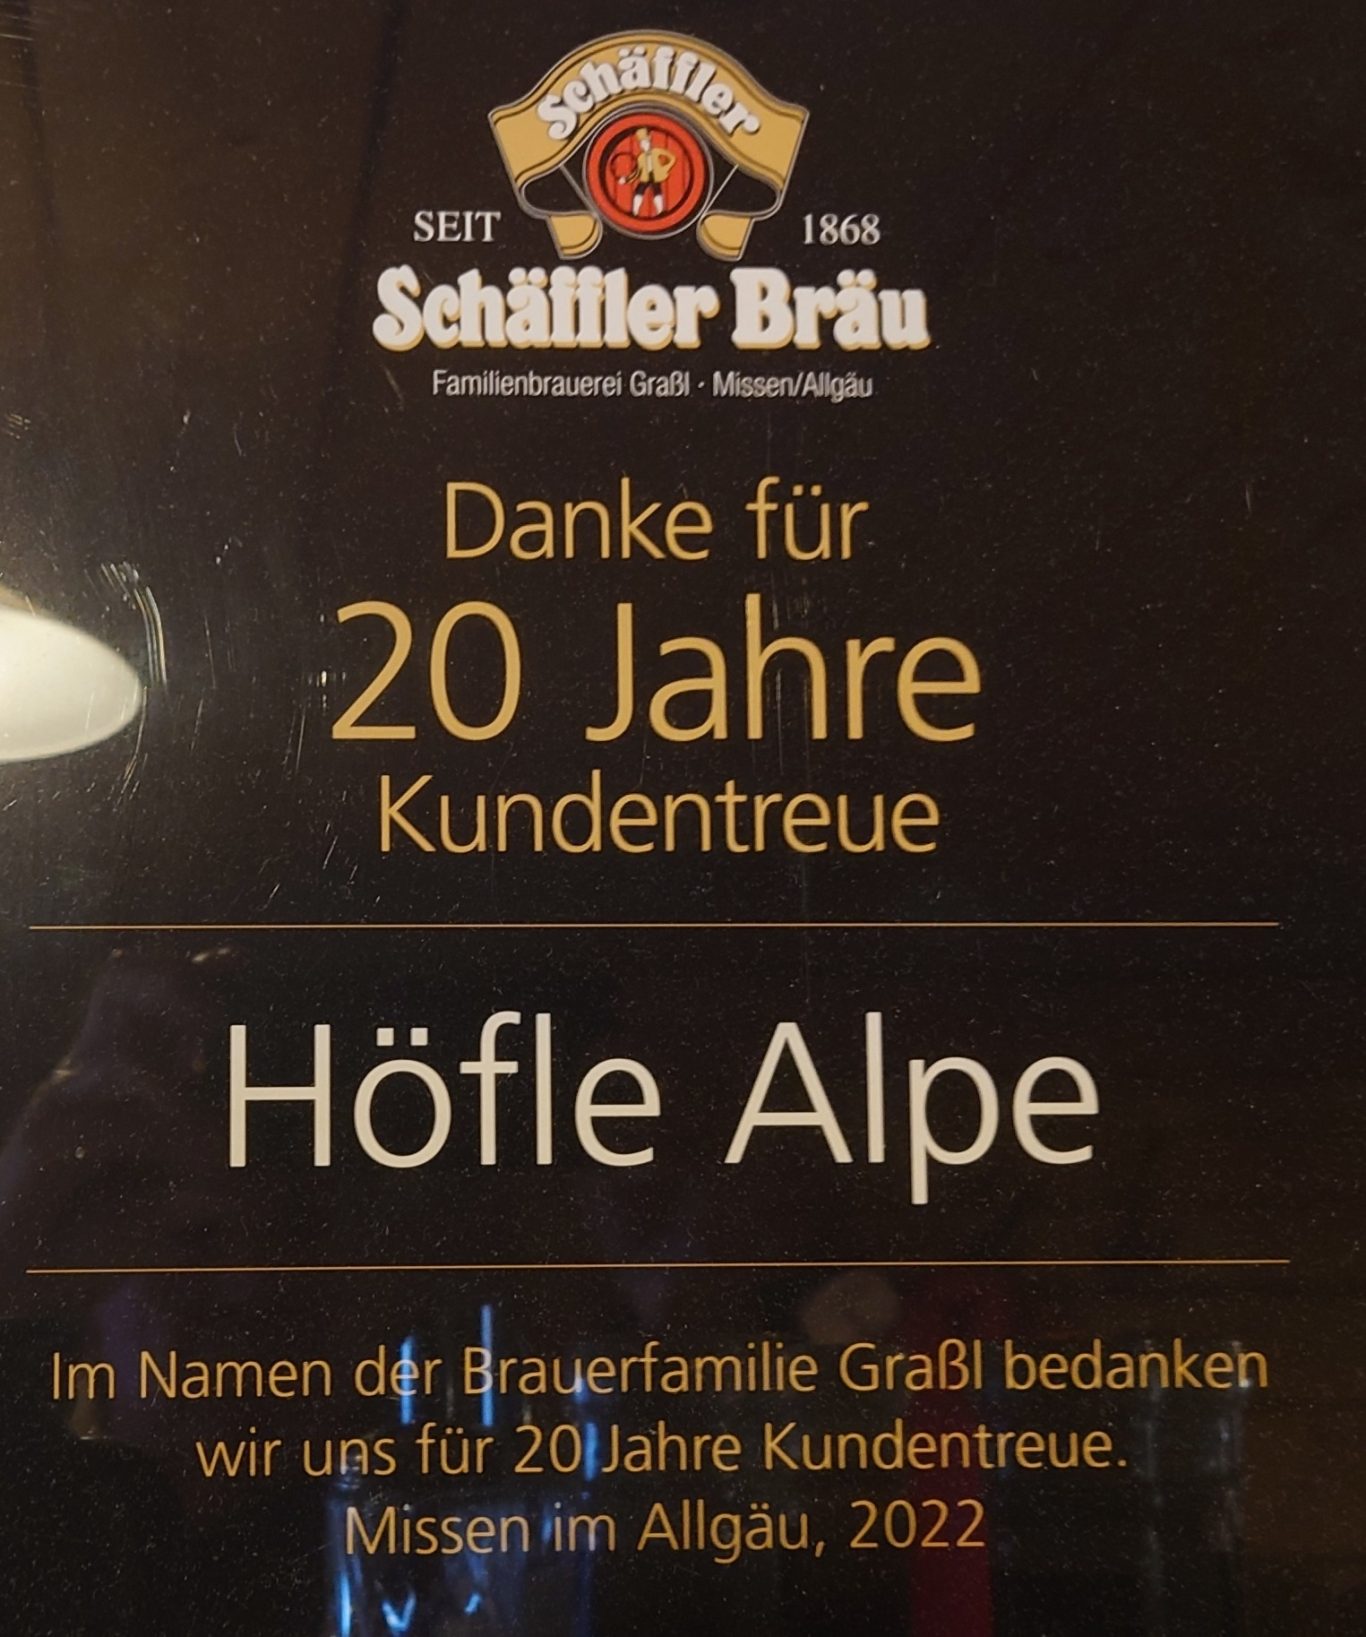 Schäffler
SEIT 1868
Schäffler Bräu
Familienbrauerei Graßl · Missen/Allgäu
Danke für
20 Jahre
Kundentreue
Höfle Alpe
Im Namen der Brauerfamilie Graßl bedanken
wir uns für 20 Jahre Kundentreue.
Missen im Allgäu, 2022